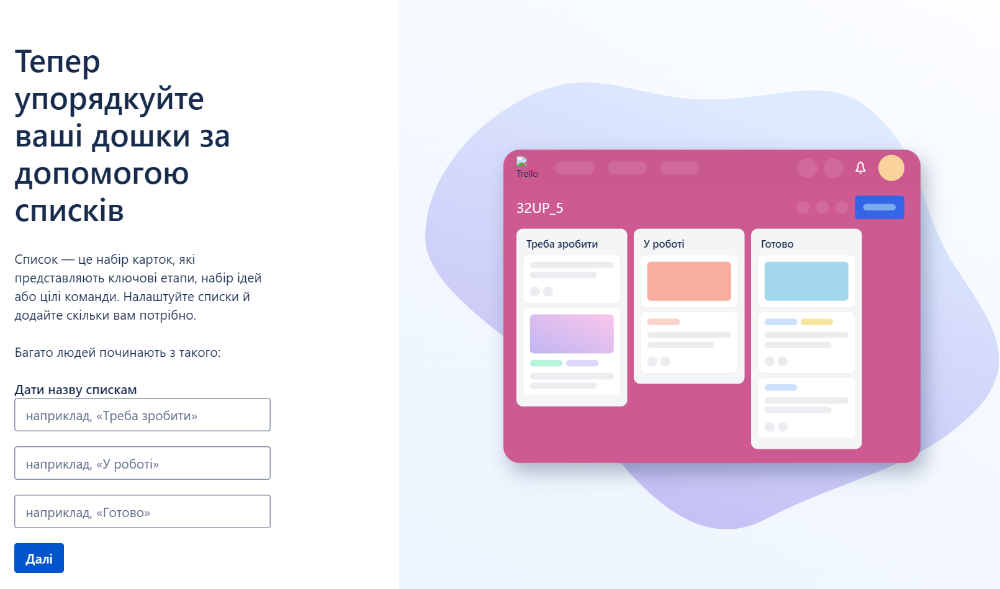 Тепер
упорядкуйте
ваші дошки за
допомогою
списків
Список — це набір карток, які
представляють ключові етапи, набір ідей
або цілі команди. Налаштуйте списки й
додайте скільки вам потрібно.
Багато людей починають з такого:
Дати назву спискам
наприклад, «Треба зробити»
наприклад, «У роботі»
наприклад, «Готово»
Далі
Trello
32UP_5
Треба зробити
У роботі
Готово